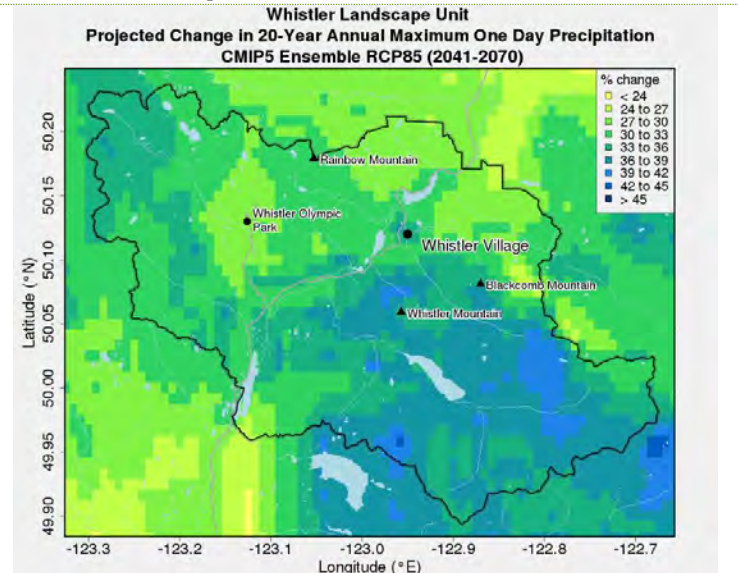 Whistler Landscape Unit
Projected Change in 20-Year Annual Maximum One Day Precipitation
CMIP5 Ensemble RCP85 (2041-2070)
% change
< 24
24 to 27
27 to 30
30 to 33
33 to 36
36 to 39
39 to 42
42 to 45
> 45
Rainbow Mountain
Whistler Olympic
Park
Whistler Village
Blackcomb Mountain
Whistler Mountain
Latitude (°N)
50.20
50.15
50.10
50.05
50.00
49.95
49.90
-123.3 -123.2 -123.1 -123.0 -122.9 -122.8 -122.7
Longitude (°E)